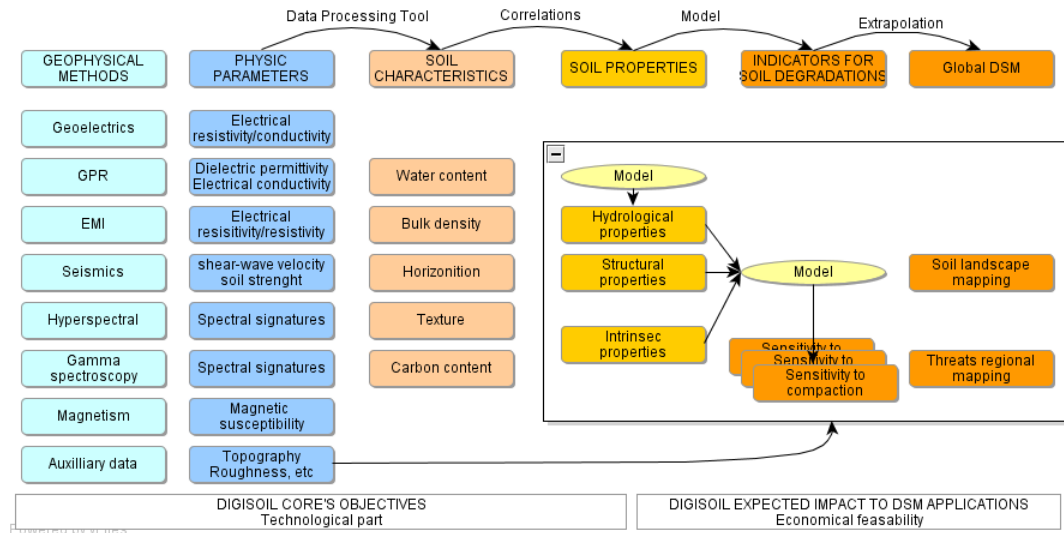 Data Processing Tool
Correlations
Model
Extrapolation
GEOPHYSICAL
METHODS
PHYSIC
PARAMETERS
SOIL
CHARACTERISTICS
SOIL PROPERTIES
INDICATORS FOR
SOIL DEGRADATIONS
Global DSM
Geoelectrics
Electrical
resistivity/conductivity
GPR
Dielectric permittivity
Electrical conductivity
Water content
Model
EMI
Electrical
resisitivity/resistivity
Bulk density
Hydrological
properties
Seismics
shear-wave velocity
soil strenght
Horizonition
Structural
properties
Model
Soil landscape
mapping
Hyperspectral
Spectral signatures
Texture
Intrinsec
properties
Gamma
spectroscopy
Spectral signatures
Carbon content
Sensitivity to
Sensitivity to
Sensitivity to
compaction
Threats regional
mapping
Magnetism
Magnetic
susceptibility
Auxilliary data
Topography
Roughness, etc
DIGISOIL CORE'S OBJECTIVES
Technological part
DIGISOIL EXPECTED IMPACT TO DSM APPLICATIONS
Economical feasability